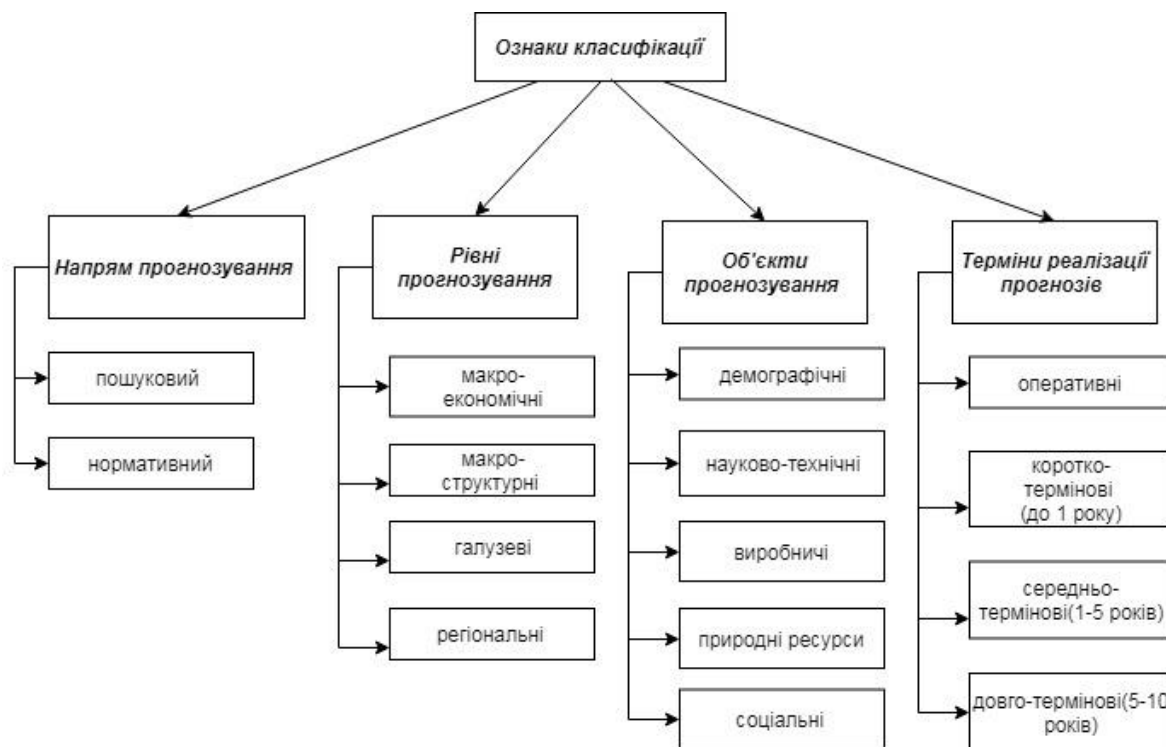 Ознаки класифікації
Напрям прогнозування
пошуковий
нормативний
Рівні
прогнозування
макро-
економічні
макро-
структурні
галузеві
регіональні
Об'єкти
прогнозування
демографічні
науково-технічні
виробничі
природні ресурси
соціальні
Терміни реалізації
прогнозів
оперативні
коротко-
термінові
(до 1 року)
середньо-
термінові(1-5 років)
довго-термінові(5-10
років)